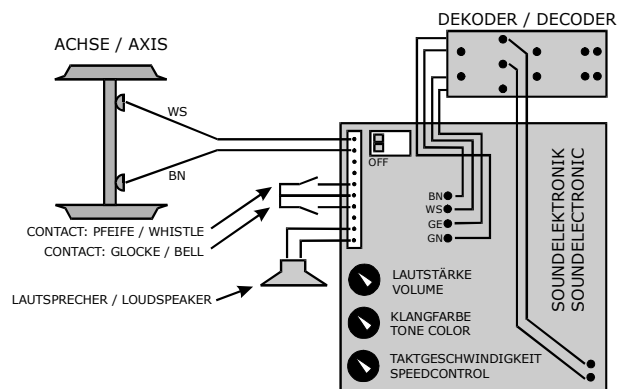 DEKODER / DECODER
ACHSE / AXIS
WS
BN
OFF
CONTACT: PFEIFE / WHISTLE
CONTACT: GLOCKE / BELL
LAUTSPRECHER / LOUDSPEAKER
BN
WS
GE
GN
LAUTSTÄRKE
VOLUME
KLANGFARBE
TONE COLOR
TAKTGESCHWINDIGKEIT
SPEEDCONTROL
SOUNDELEKTRONIK
SOUNDELECTRONIC